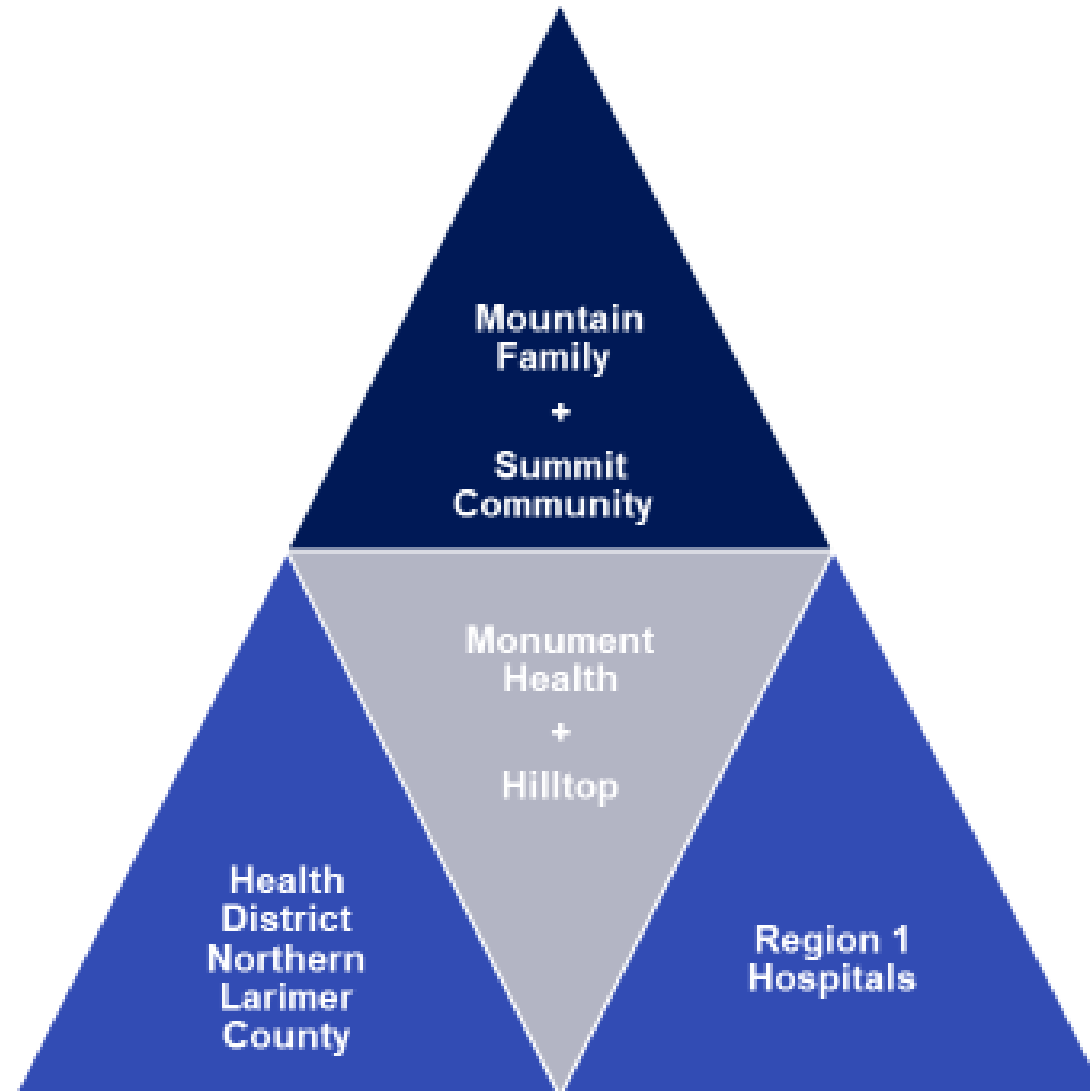 Mountain
Family
+
Summit
Community
Monument
Health
+
Hilltop
Health
District
Northern
Larimer
County
Region 1
Hospitals